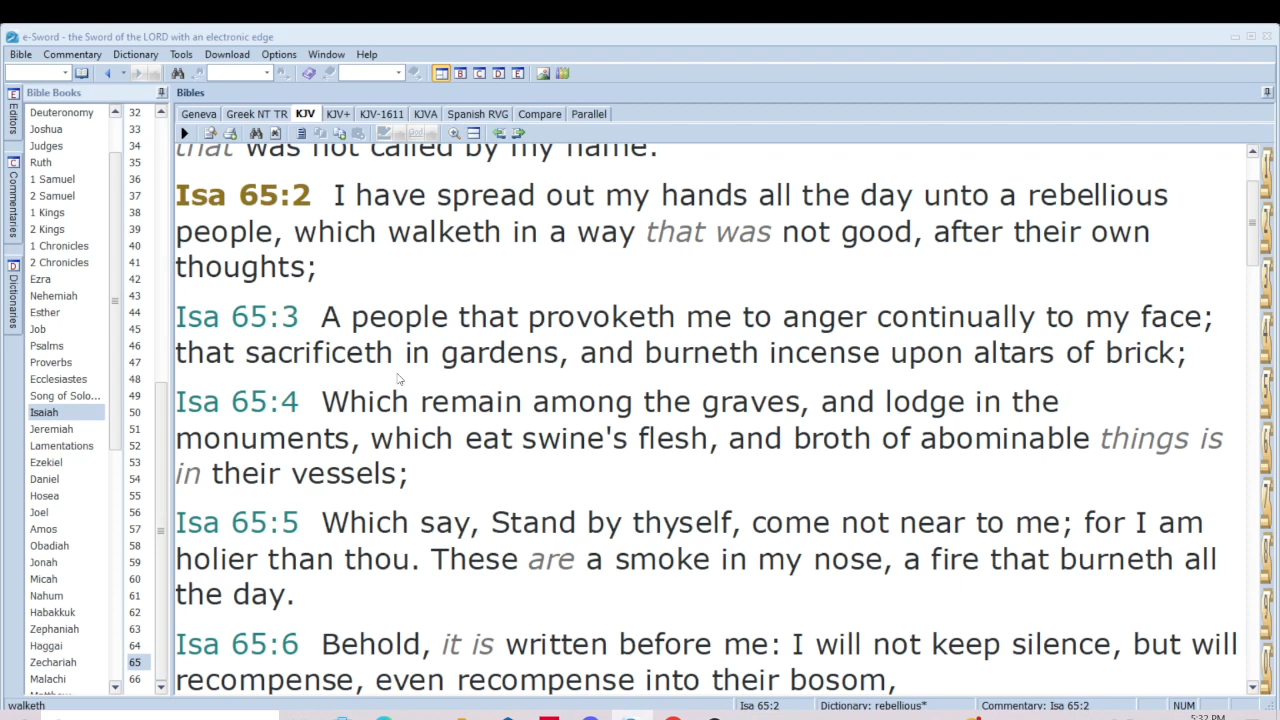 e-Sword - the Sword of the LORD with an electronic edge
Bible Commentary Dictionary Tools Download Options Window Help
B C D E
Bible Books
Bibles
E Editors
C Commentaries
D Dictionaries
Deuteronomy 32
Joshua 33
Judges 34
Ruth 35
1 Samuel 36
2 Samuel 37
1 Kings 38
2 Kings 39
1 Chronicles 40
2 Chronicles 41
Ezra 42
Nehemiah 43
Esther 44
Job 45
Psalms 46
Proverbs 47
Ecclesiastes 48
Song of Solo... 49
Isaiah 50
Jeremiah 51
Lamentations 52
Ezekiel 53
Daniel 54
Hosea 55
Joel 56
Amos 57
Obadiah 58
Jonah 59
Micah 60
Nahum 61
Habakkuk 62
Zephaniah 63
Haggai 64
Zechariah 65
Malachi 66
Geneva Greek NT TR KJV KJV+ KJV-1611 KJVA Spanish RVG Compare Parallel
that was not called by my name.
Isa 65:2 I have spread out my hands all the day unto a rebellious
people, which walketh in a way that was not good, after their own
thoughts;
Isa 65:3 A people that provoketh me to anger continually to my face;
that sacrificeth in gardens, and burneth incense upon altars of brick;
Isa 65:4 Which remain among the graves, and lodge in the
monuments, which eat swine's flesh, and broth of abominable things is
in their vessels;
Isa 65:5 Which say, Stand by thyself, come not near to me; for I am
holier than thou. These are a smoke in my nose, a fire that burneth all
the day.
Isa 65:6 Behold, it is written before me: I will not keep silence, but will
recompense, even recompense into their bosom,
walketh
Isa 65:2
Dictionary: rebellious*
Commentary: Isa 65:2
NUM
5:32 PM